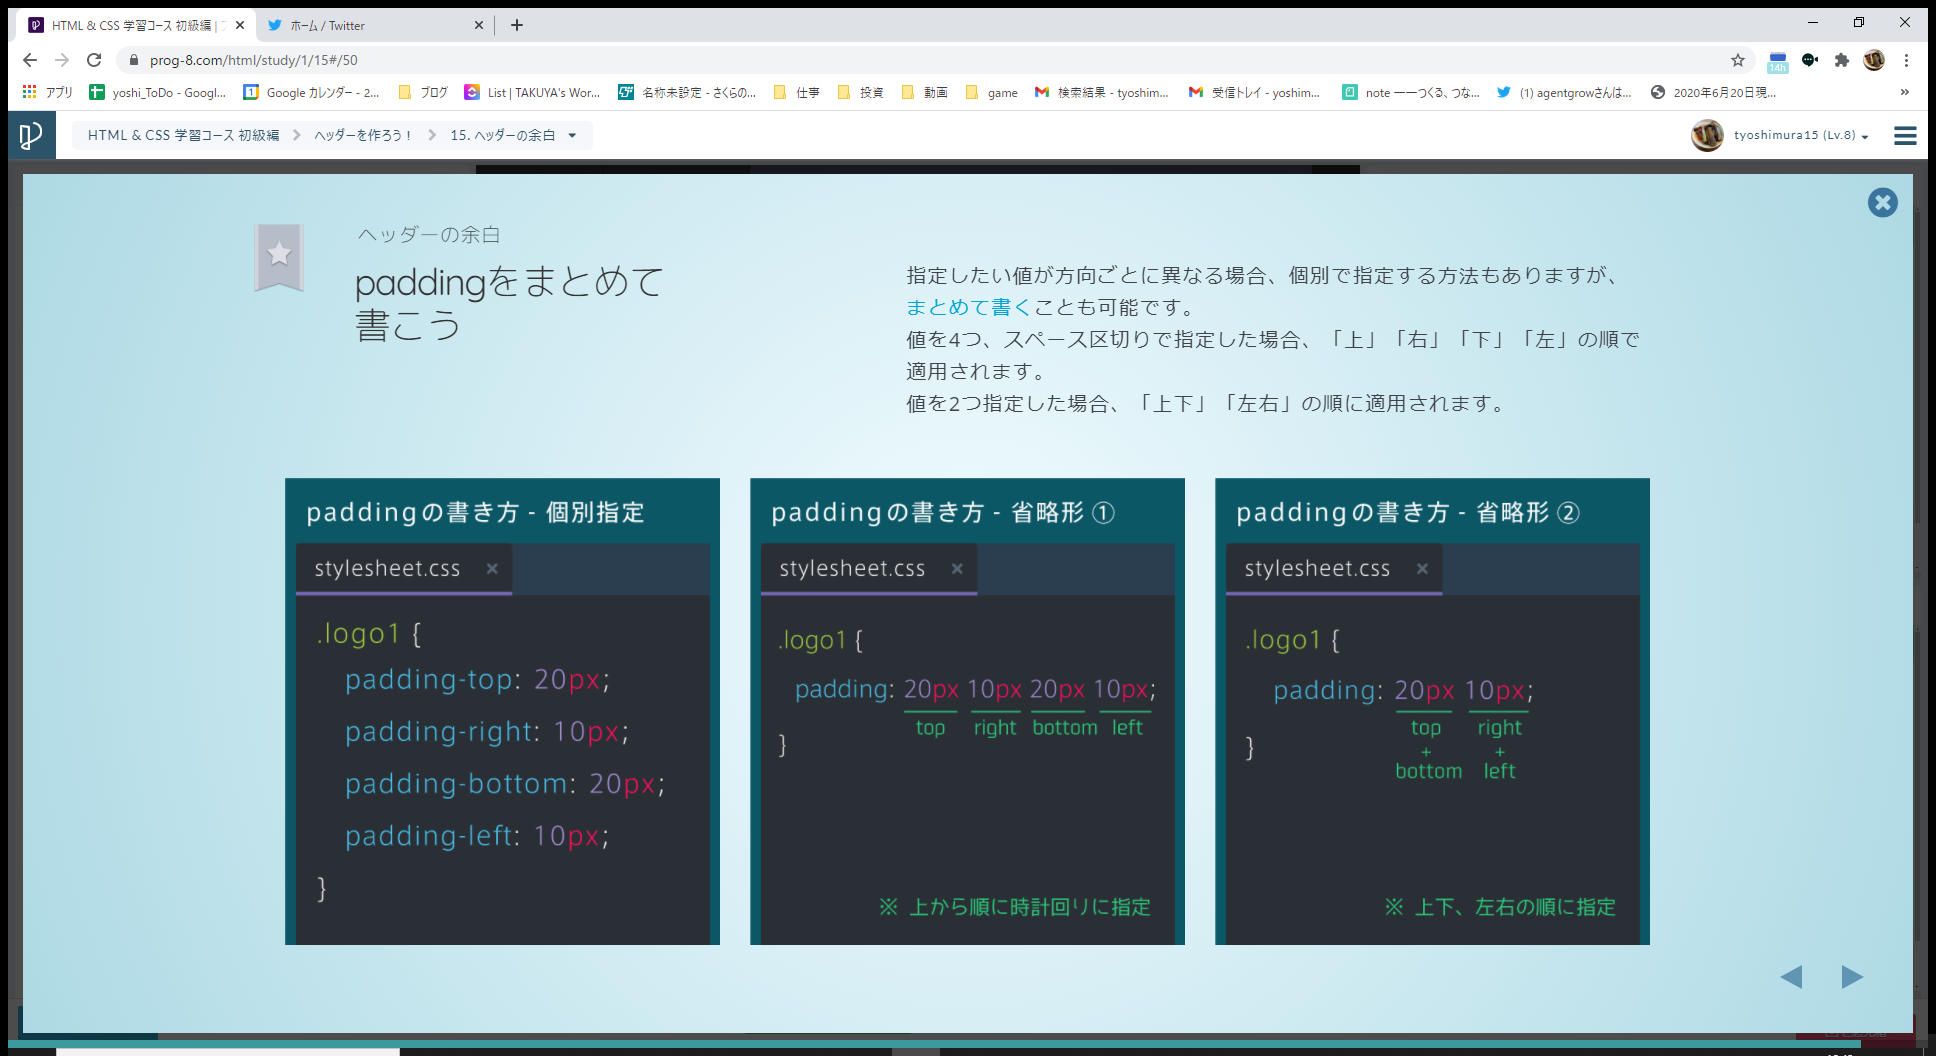 HTML & CSS 学習コース 初級編 |
ホーム / Twitter
prog-8.com/html/study/1/15#/50
14h
アプリ
yoshi_ToDo - Googl...
Google カレンダー - 2...
ブログ
List | TAKUYA's Wor...
名称未設定 - さくらの...
仕事
投資
動画
game
検索結果 - tyoshim...
受信トレイ - yoshim...
note ーーつくる、つな...
(1) agentgrowさんは...
2020年6月20日現...
»
HTML & CSS 学習コース 初級編
ヘッダーを作ろう！
15. ヘッダーの余白
tyoshimura15 (Lv.8)
ヘッダーの余白
paddingをまとめて
書こう
指定したい値が方向ごとに異なる場合、個別で指定する方法もありますが、
まとめて書くことも可能です。
値を4つ、スペース区切りで指定した場合、「上」「右」「下」「左」の順で
適用されます。
値を2つ指定した場合、「上下」「左右」の順に適用されます。
paddingの書き方 - 個別指定
stylesheet.css ×
.logo1 {
padding-top: 20px;
padding-right: 10px;
padding-bottom: 20px;
padding-left: 10px;
}
paddingの書き方 - 省略形 ①
stylesheet.css ×
.logo1 {
padding: 20px 10px 20px 10px;
top right bottom left
}
※ 上から順に時計回りに指定
paddingの書き方 - 省略形 ②
stylesheet.css ×
.logo1 {
padding: 20px 10px;
top right
+ +
bottom left
}
※ 上下、左右の順に指定